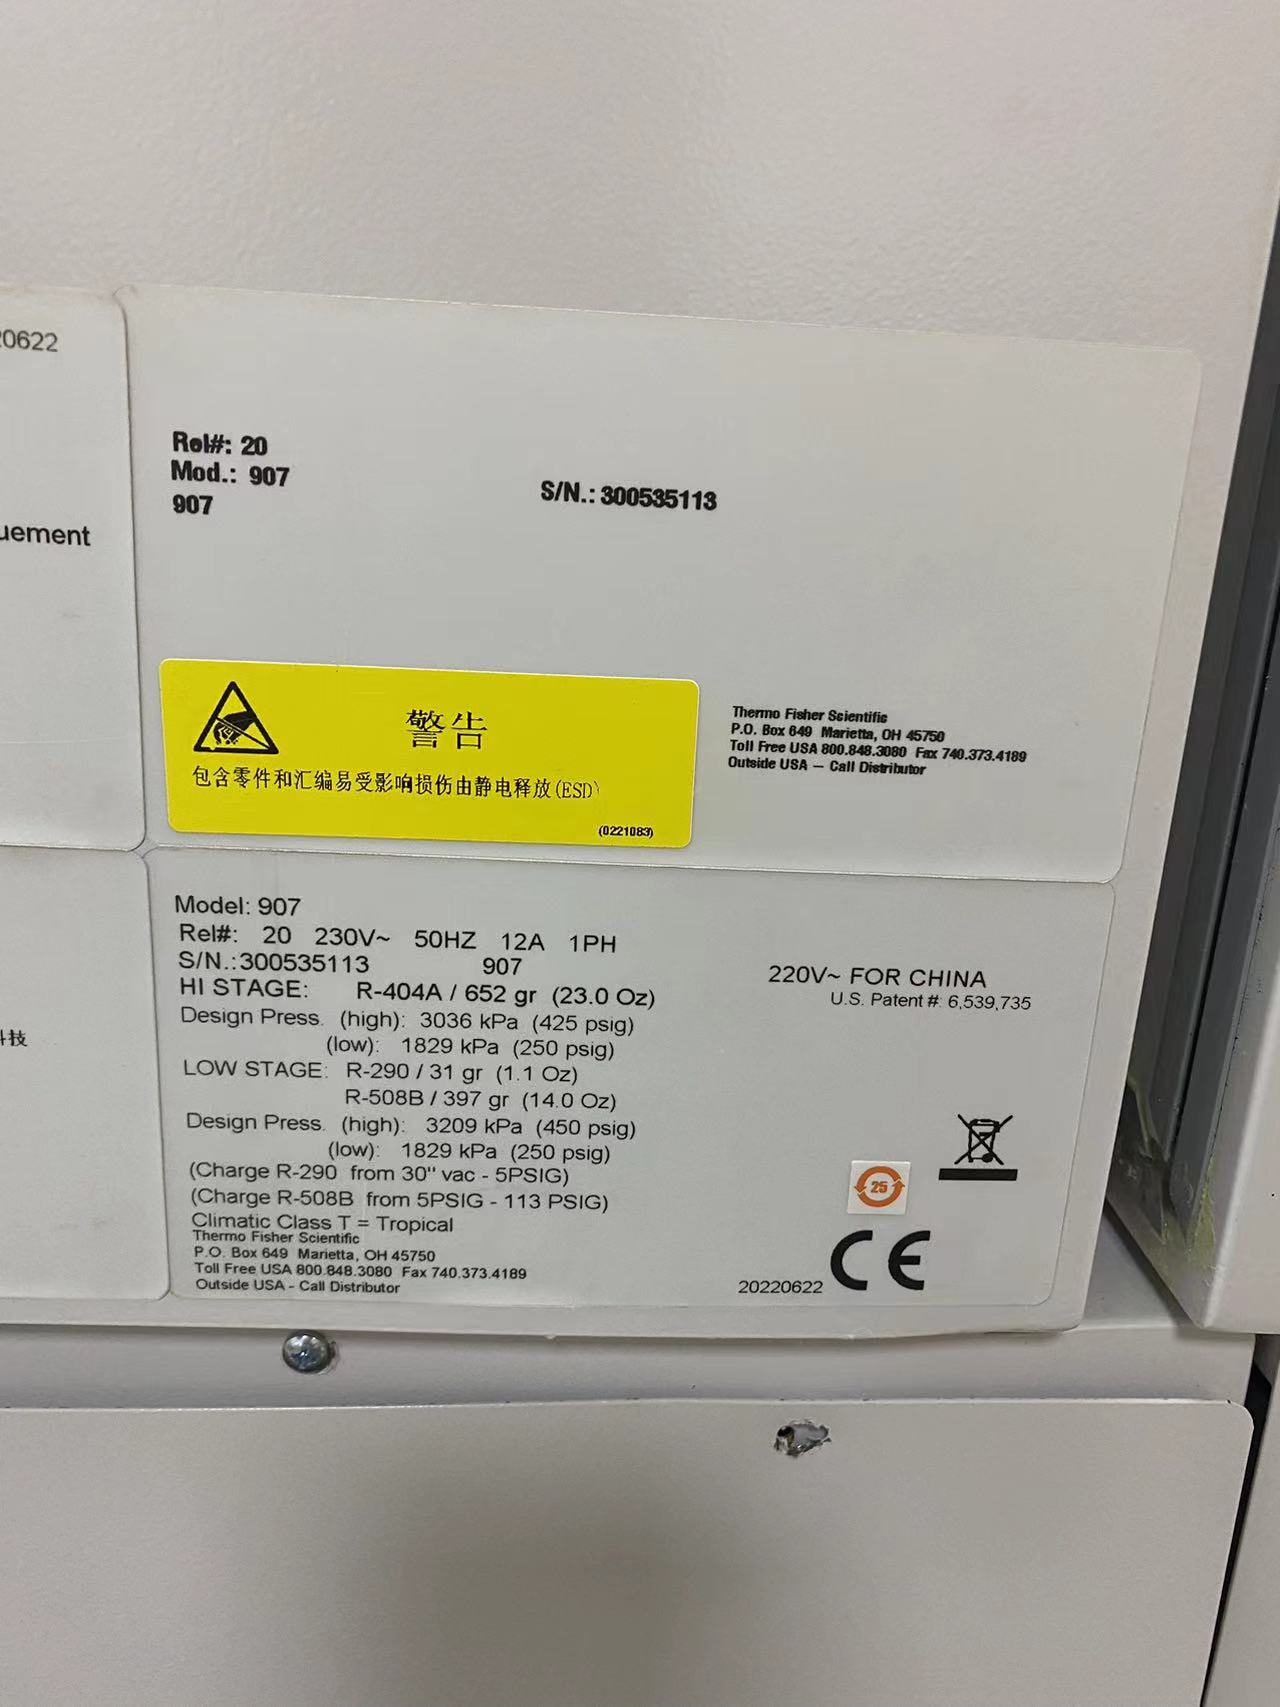 20622
uement
科技
Rel#: 20
Mod.: 907
907
S/N.: 300535113
警告
包含零件和汇编易受影响损伤由静电释放(ESD)
(0221083)
Thermo Fisher Scientific
P.O. Box 649 Marietta, OH 45750
Toll Free USA 800.848.3080 Fax 740.373.4189
Outside USA – Call Distributor
Model: 907
Rel#: 20 230V~ 50HZ 12A 1PH
S/N.:300535113 907
HI STAGE: R-404A / 652 gr (23.0 Oz)
Design Press. (high): 3036 kPa (425 psig)
(low): 1829 kPa (250 psig)
LOW STAGE: R-290 / 31 gr (1.1 Oz)
R-508B / 397 gr (14.0 Oz)
Design Press. (high): 3209 kPa (450 psig)
(low): 1829 kPa (250 psig)
(Charge R-290 from 30" vac - 5PSIG)
(Charge R-508B from 5PSIG - 113 PSIG)
Climatic Class T = Tropical
Thermo Fisher Scientific
P.O. Box 649 Marietta, OH 45750
Toll Free USA 800.848.3080 Fax 740.373.4189
Outside USA - Call Distributor
220V~ FOR CHINA
U.S. Patent #: 6,539,735
25
CE
20220622